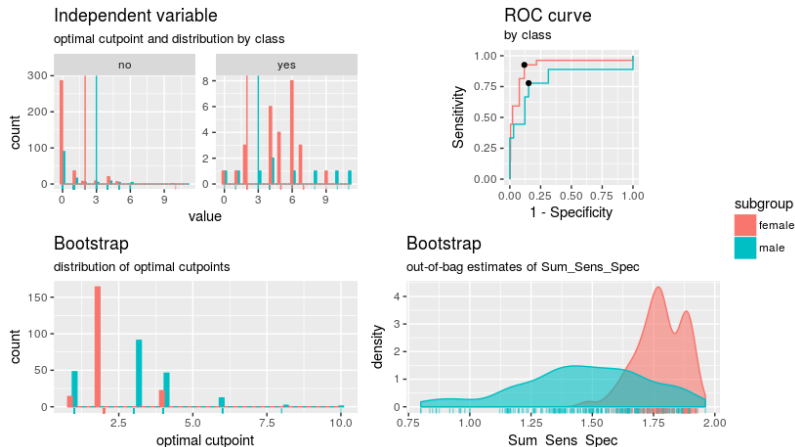 Independent variable
optimal cutpoint and distribution by class
no
yes
300
200
100
0
8
6
4
2
0
count
0 3 6 9
0 3 6 9
value
ROC curve
by class
1.00
0.75
0.50
0.25
0.00
Sensitivity
0.00 0.25 0.50 0.75 1.00
1 - Specificity
subgroup
female
male
Bootstrap
distribution of optimal cutpoints
150
100
50
0
count
2.5 5.0 7.5 10.0
optimal cutpoint
Bootstrap
out-of-bag estimates of Sum_Sens_Spec
4
3
2
1
0
density
0.75 1.00 1.25 1.50 1.75 2.00
Sum_Sens_Spec